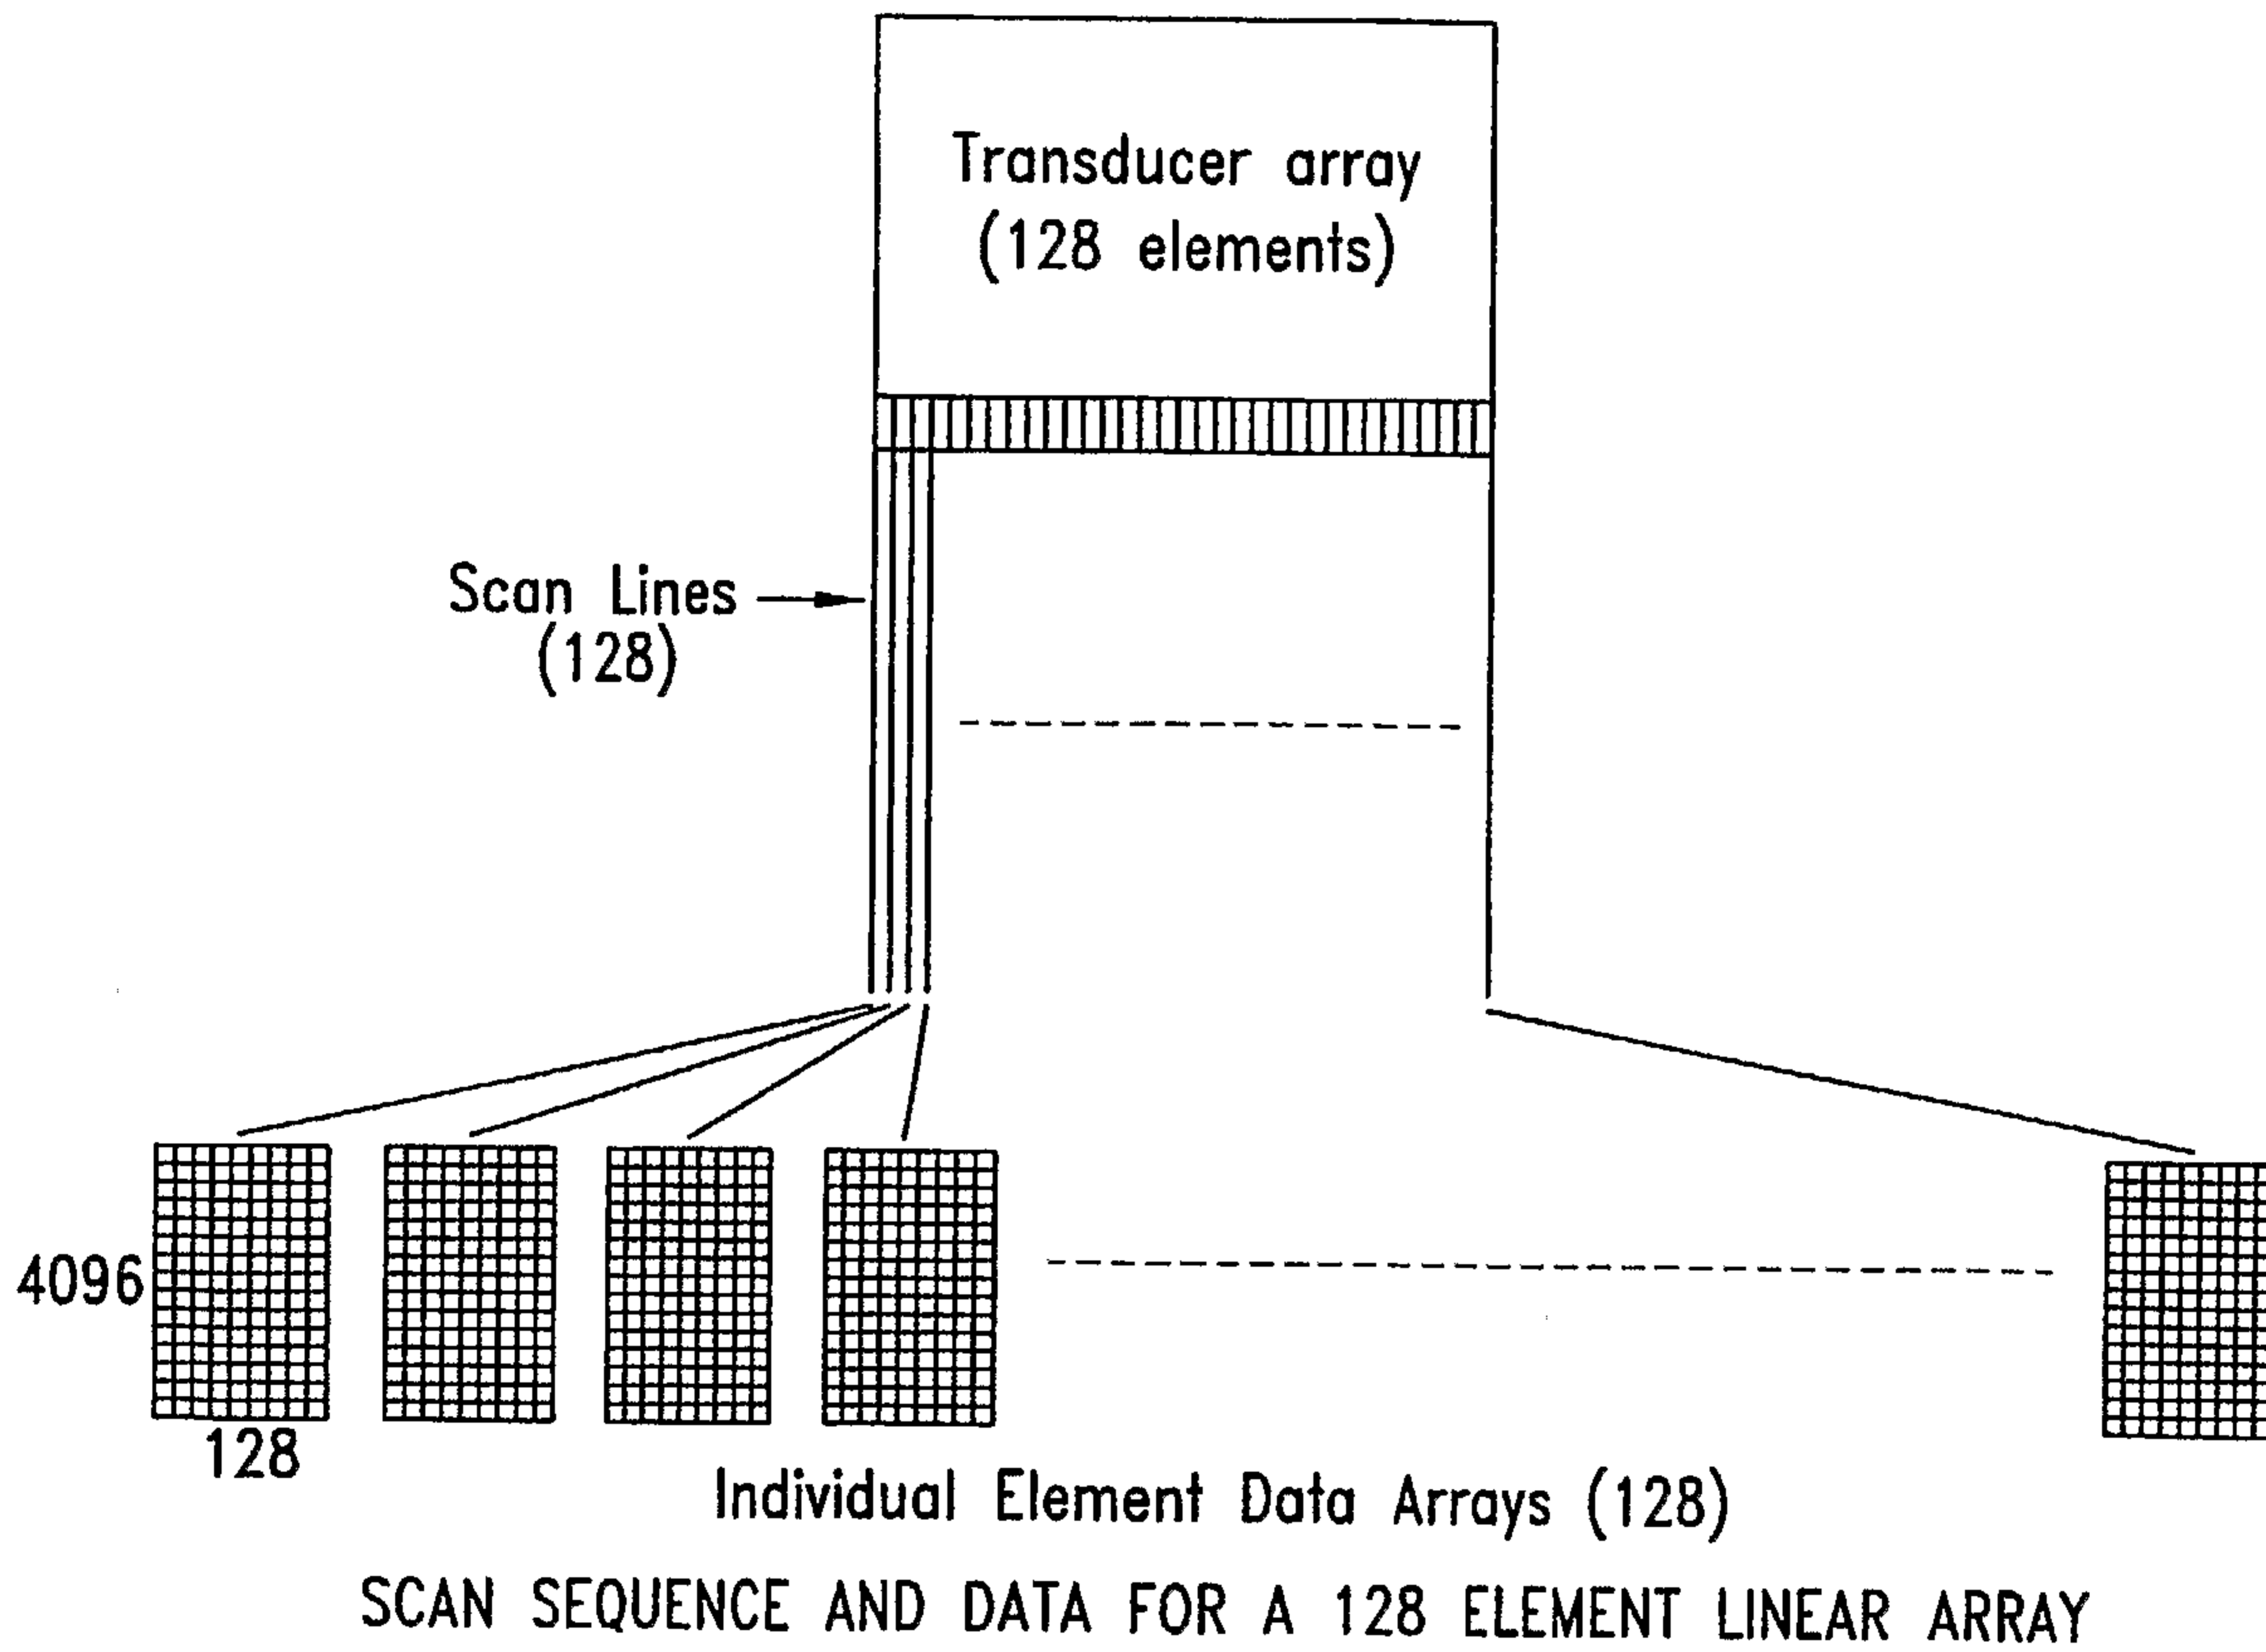 Transducer array
(128 elements)
Scan Lines
(128)
4096
128
Individual Element Data Arrays (128)
SCAN SEQUENCE AND DATA FOR A 128 ELEMENT LINEAR ARRAY